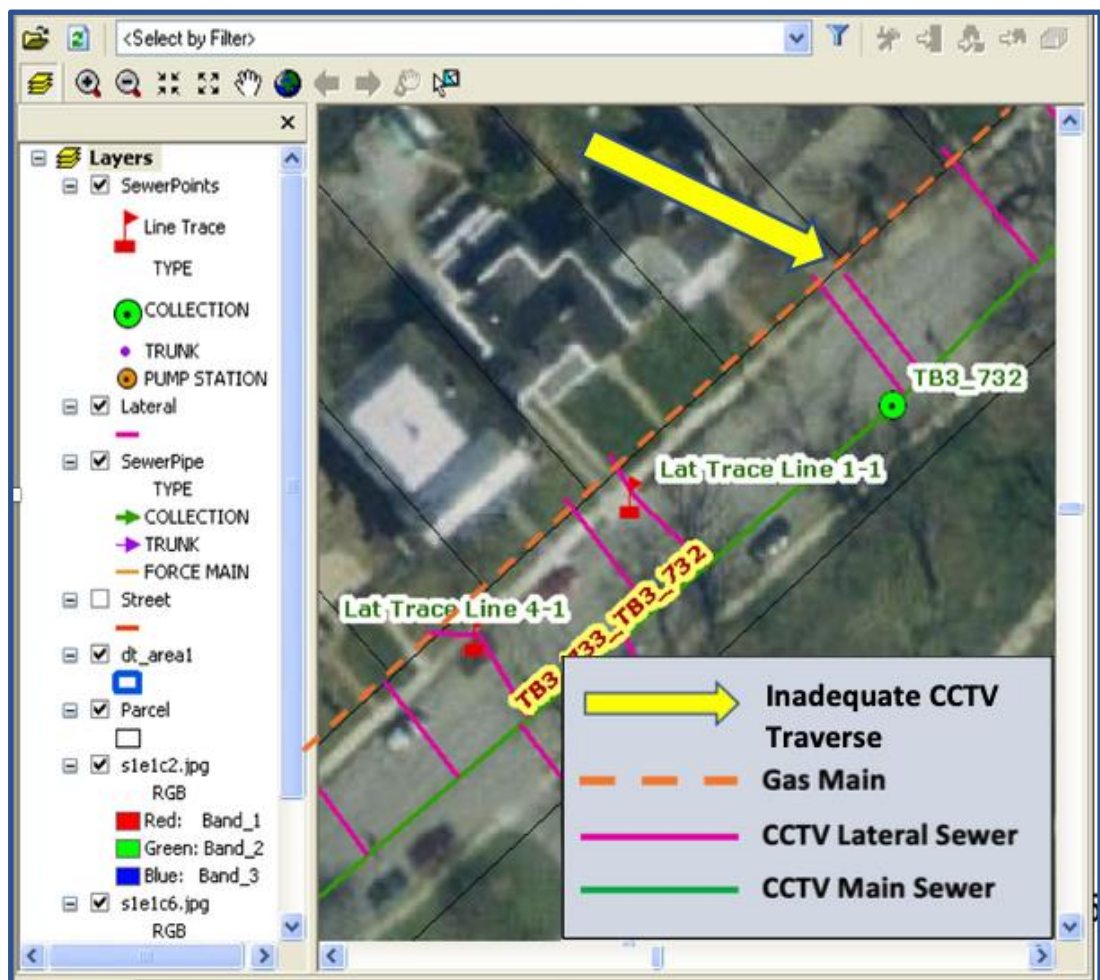 <Select by Filter>
Layers
SewerPoints
Line Trace
TYPE
COLLECTION
TRUNK
PUMP STATION
Lateral
SewerPipe
TYPE
COLLECTION
TRUNK
FORCE MAIN
Street
dt_area1
Parcel
s1e1c2.jpg
RGB
Red: Band_1
Green: Band_2
Blue: Band_3
s1e1c6.jpg
RGB
TB3_732
Lat Trace Line 1-1
Lat Trace Line 4-1
TB3_733_TB3_732
Inadequate CCTV
Traverse
Gas Main
CCTV Lateral Sewer
CCTV Main Sewer